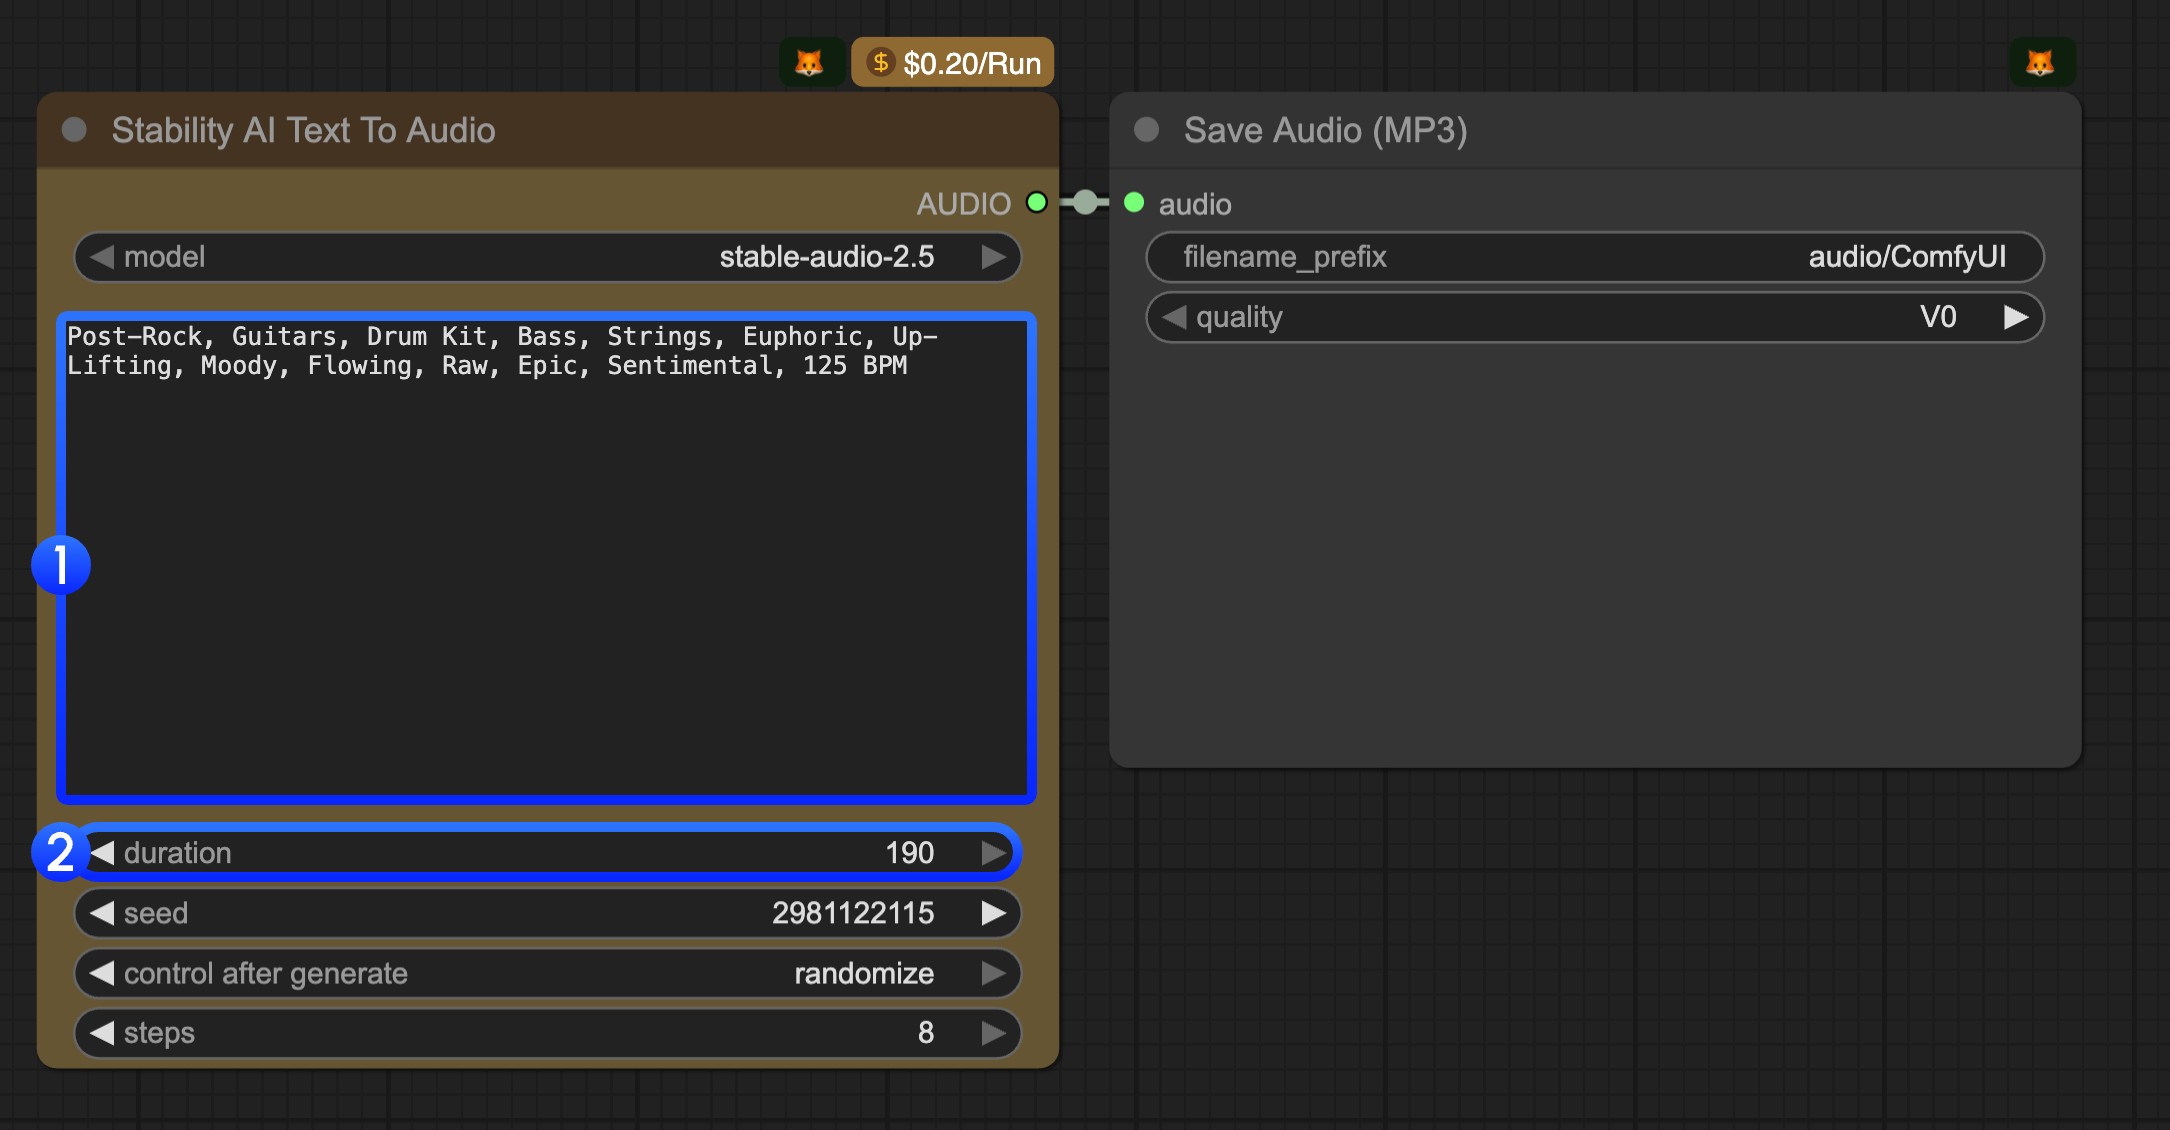 $0.20/Run
Stability AI Text To Audio
AUDIO
model stable-audio-2.5
Post-Rock, Guitars, Drum Kit, Bass, Strings, Euphoric, Up-
Lifting, Moody, Flowing, Raw, Epic, Sentimental, 125 BPM
1
2
duration 190
seed 2981122115
control after generate randomize
steps 8
Save Audio (MP3)
audio
filename_prefix audio/ComfyUI
quality V0